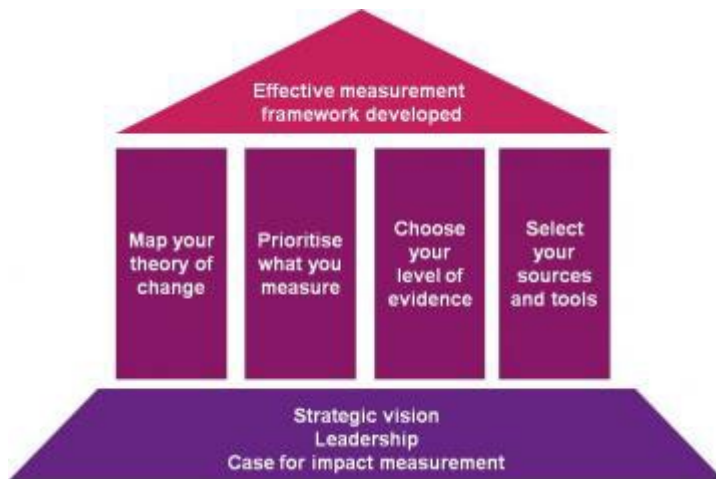 Effective measurement
framework developed
Map your
theory of
change
Prioritise
what you
measure
Choose
your
level of
evidence
Select
your
sources
and tools
Strategic vision
Leadership
Case for impact measurement